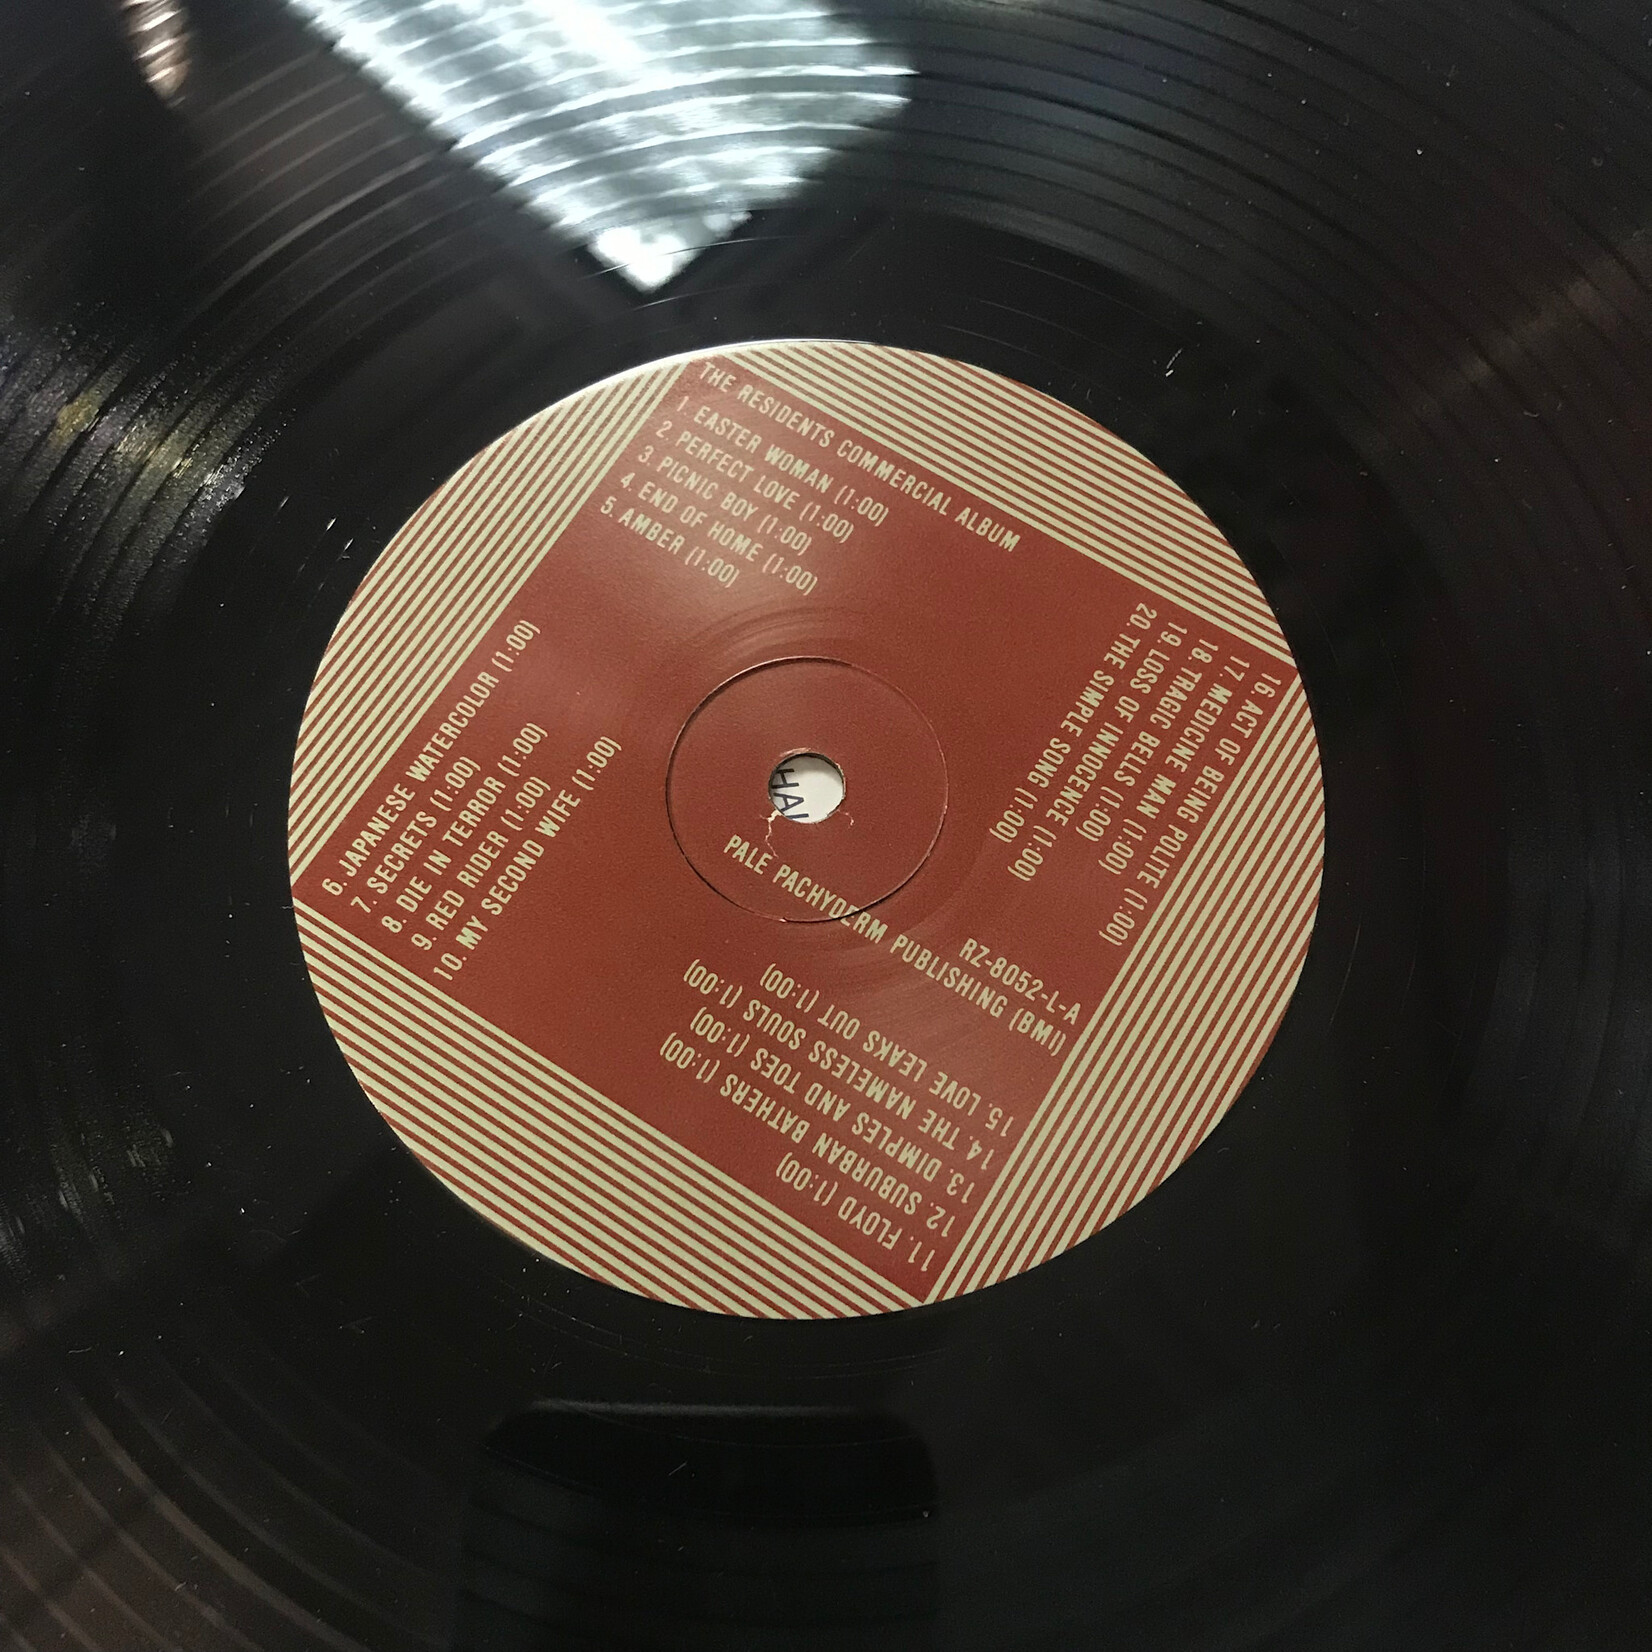 THE RESIDENTS COMMERCIAL ALBUM
1. EASTER WOMAN (1:00)
2. PERFECT LOVE (1:00)
3. PICNIC BOY (1:00)
4. END OF HOME (1:00)
5. AMBER (1:00)
6. JAPANESE WATERCOLOR (1:00)
7. SECRETS (1:00)
8. DIE IN TERROR (1:00)
9. RED RIDER (1:00)
10. MY SECOND WIFE (1:00)
11. FLOYD (1:00)
12. SUBURBAN BATHERS (1:00)
13. DIMPLES AND TOES (1:00)
14. THE NAMELESS SOULS (1:00)
15. LOVE LEAKS OUT (1:00)
16. ACT OF BEING POLITE (1:00)
17. MEDICINE MAN (1:00)
18. TRAGIC BELLS (1:00)
19. LOSS OF INNOCENCE (1:00)
20. THE SIMPLE SONG (1:00)
RZ-8052-L-A
PALE PACHYDERM PUBLISHING (BMI)